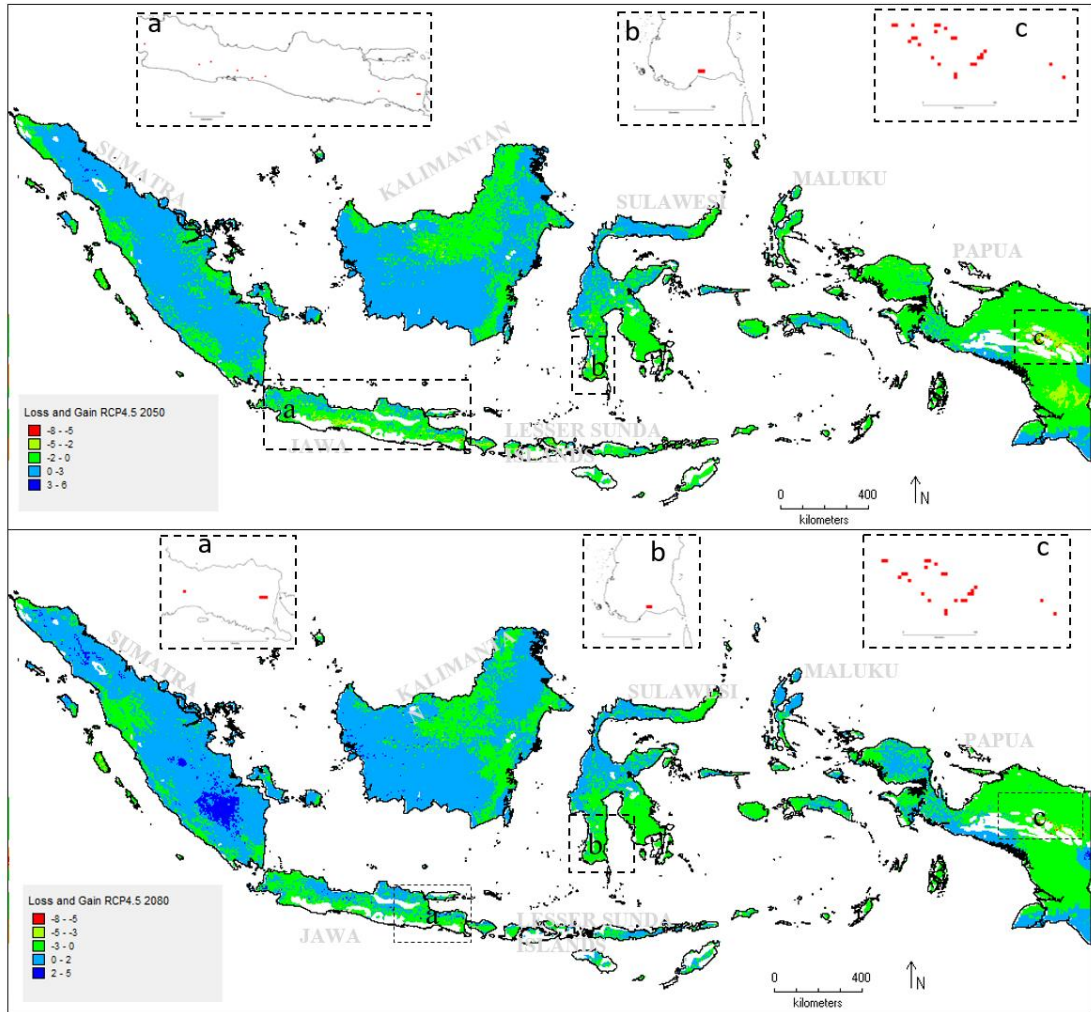 a
b
c
SUMATRA
KALIMANTAN
SULAWESI
MALUKU
PAPUA
c
b
a
JAWA
LESSER SUNDA
ISLANDS
Loss and Gain RCP4.5 2050
-8 - -5
-5 - -2
-2 - 0
0 -3
3 - 6
0 400
kilometers
N
a
b
c
SUMATRA
KALIMANTA
N
SULAWESI
MALUKU
PAPUA
c
b
a
JAWA
LESSER SUNDA
ISLANDS
Loss and Gain RCP4.5 2080
-8 - -5
-5 - -3
-3 - 0
0 - 2
2 - 5
0 400
kilometers
N